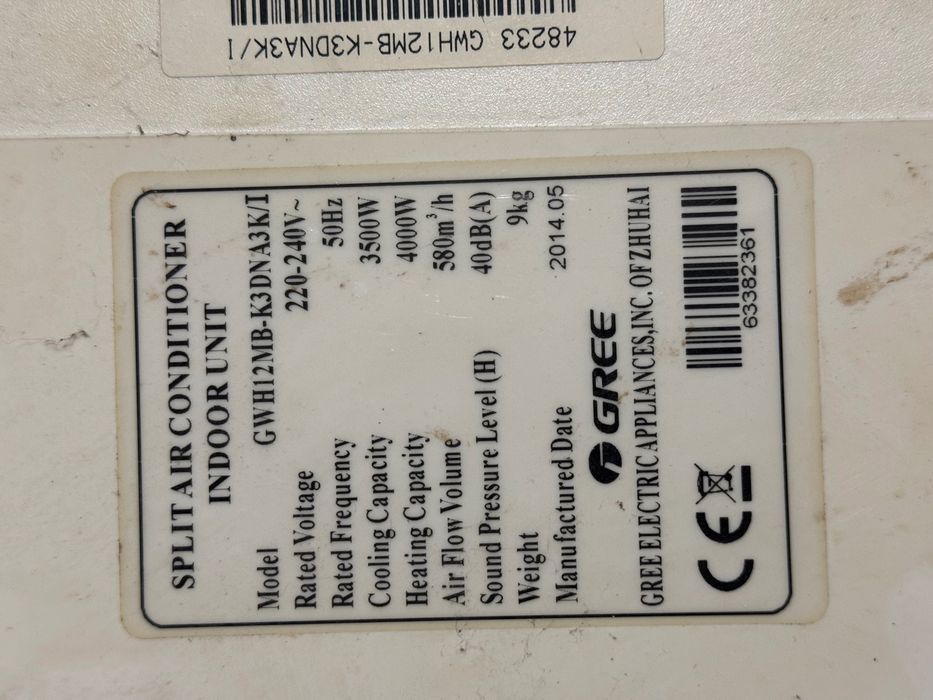 48233 GWH12MB-K3DNA3K/I
SPLIT AIR CONDITIONER
INDOOR UNIT
Model GWH12MB-K3DNA3K/I
Rated Voltage 220-240V~
Rated Frequency 50Hz
Cooling Capacity 3500W
Heating Capacity 4000W
Air Flow Volume 580m³/h
Sound Pressure Level (H) 40dB(A)
Weight 9kg
Manufactured Date 2014.05
GREE
GREE ELECTRIC APPLIANCES,INC. OF ZHUHAI
CE
63382361